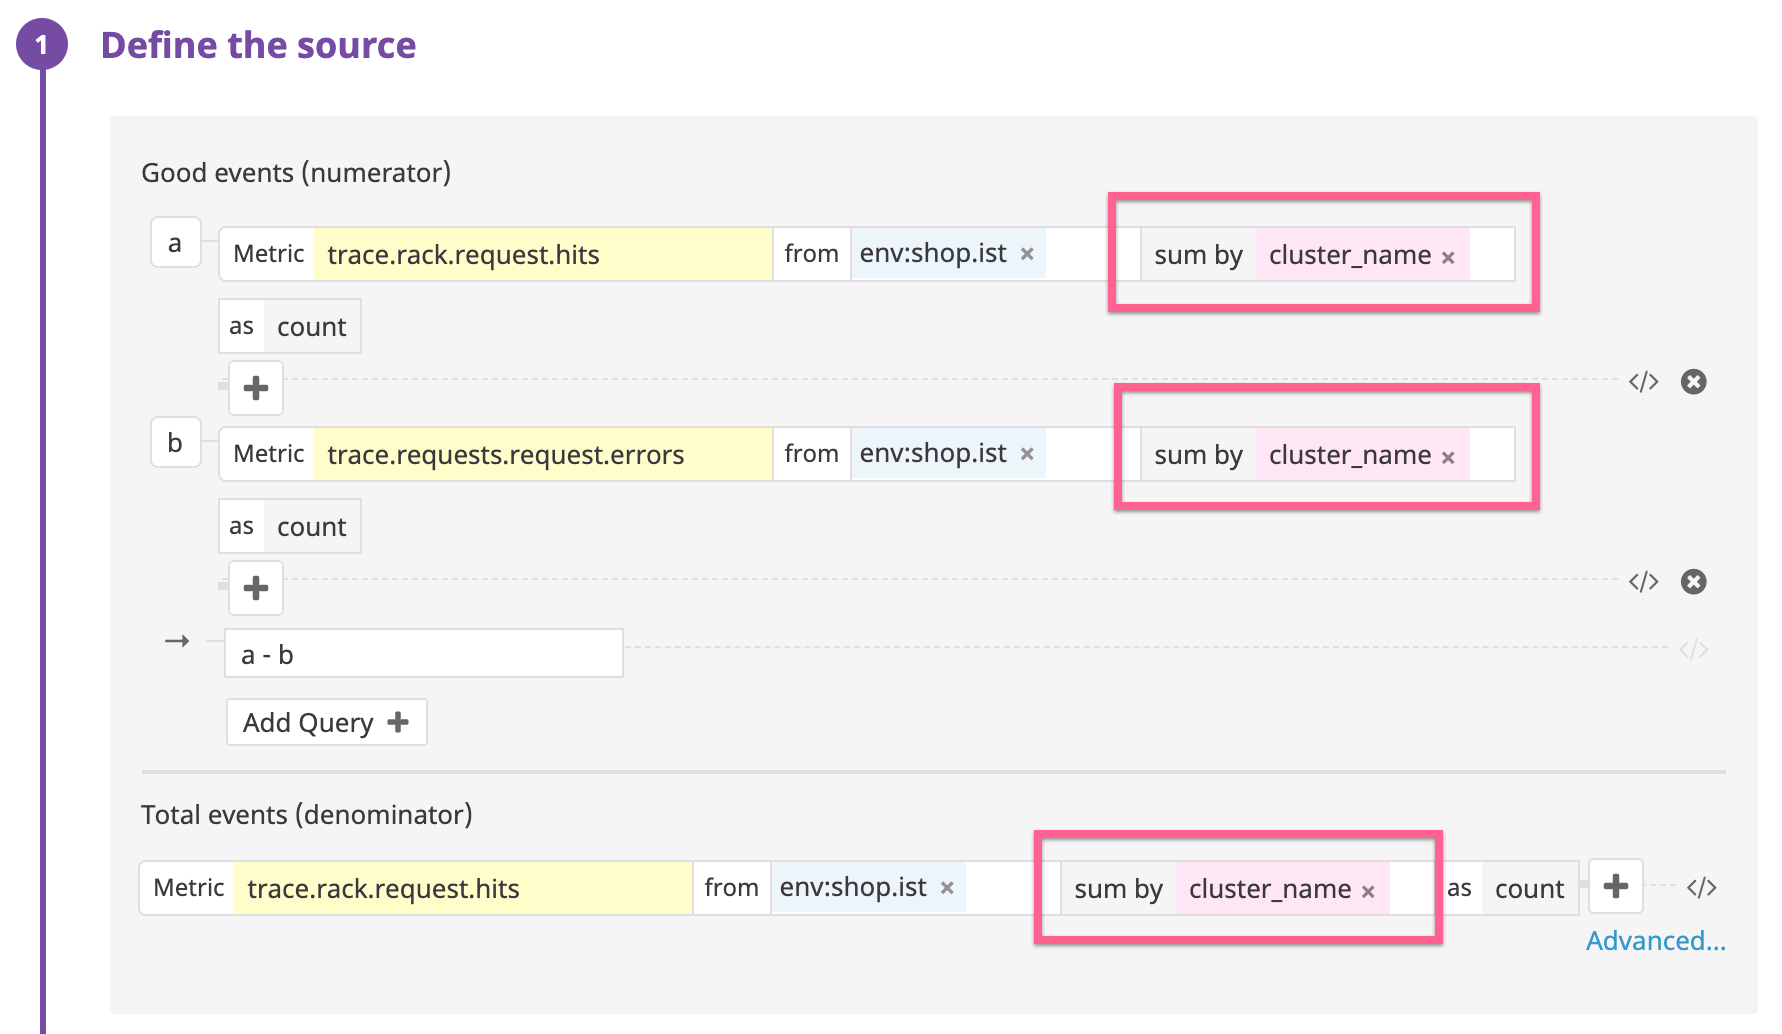 1 Define the source
Good events (numerator)
a Metric trace.rack.request.hits from env:shop.ist × sum by cluster_name ×
as count
+ </>
b Metric trace.requests.request.errors from env:shop.ist × sum by cluster_name ×
as count
+ </>
→ a - b </>
Add Query +
Total events (denominator)
Metric trace.rack.request.hits from env:shop.ist × sum by cluster_name × as count + </>
Advanced...